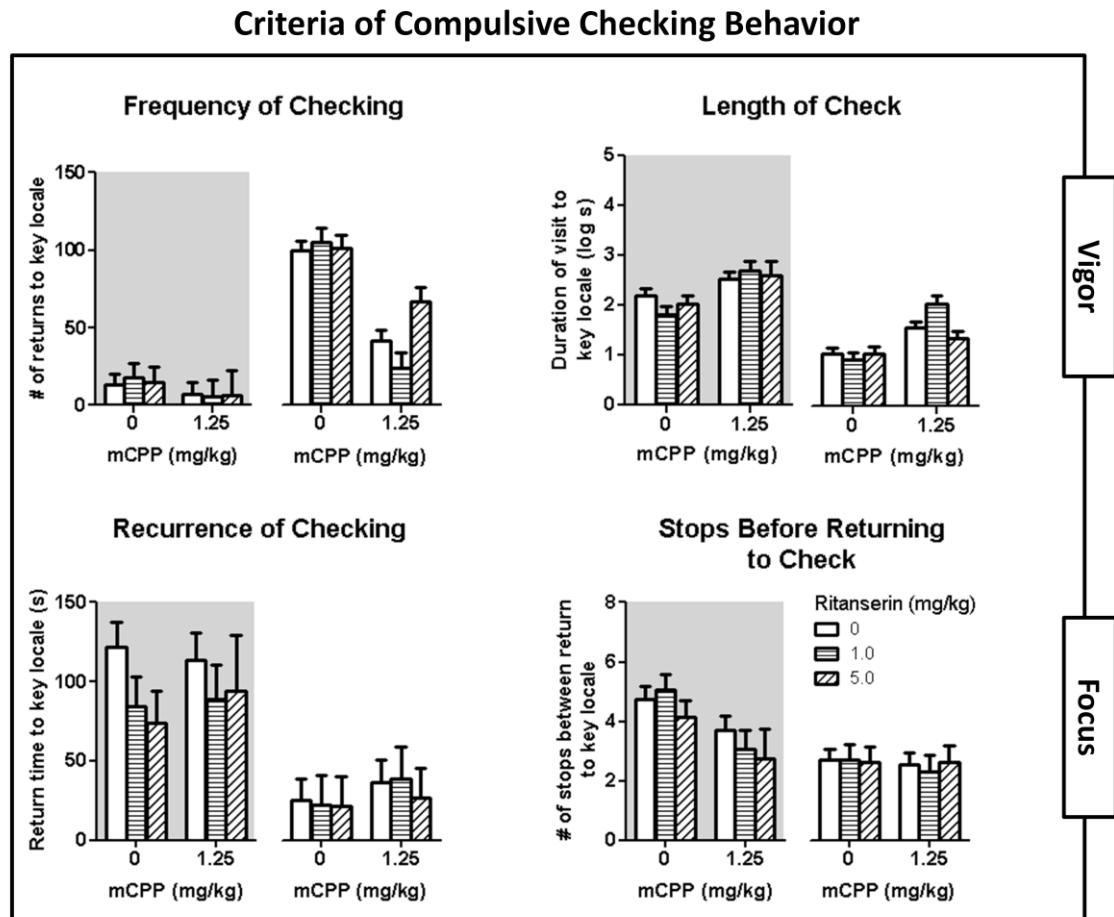 Criteria of Compulsive Checking Behavior
Frequency of Checking
# of returns to key locale
150
100
50
0
0
1.25
mCPP (mg/kg)
0
1.25
mCPP (mg/kg)
Length of Check
Duration of visit to
key locale (log s)
5
4
3
2
1
0
0
1.25
mCPP (mg/kg)
0
1.25
mCPP (mg/kg)
Vigor
Recurrence of Checking
Return time to key locale (s)
150
100
50
0
0
1.25
mCPP (mg/kg)
0
1.25
mCPP (mg/kg)
Stops Before Returning
to Check
# of stops between return
to key locale
8
6
4
2
0
0
1.25
mCPP (mg/kg)
Ritanserin (mg/kg)
0
1.0
5.0
0
1.25
mCPP (mg/kg)
Focus